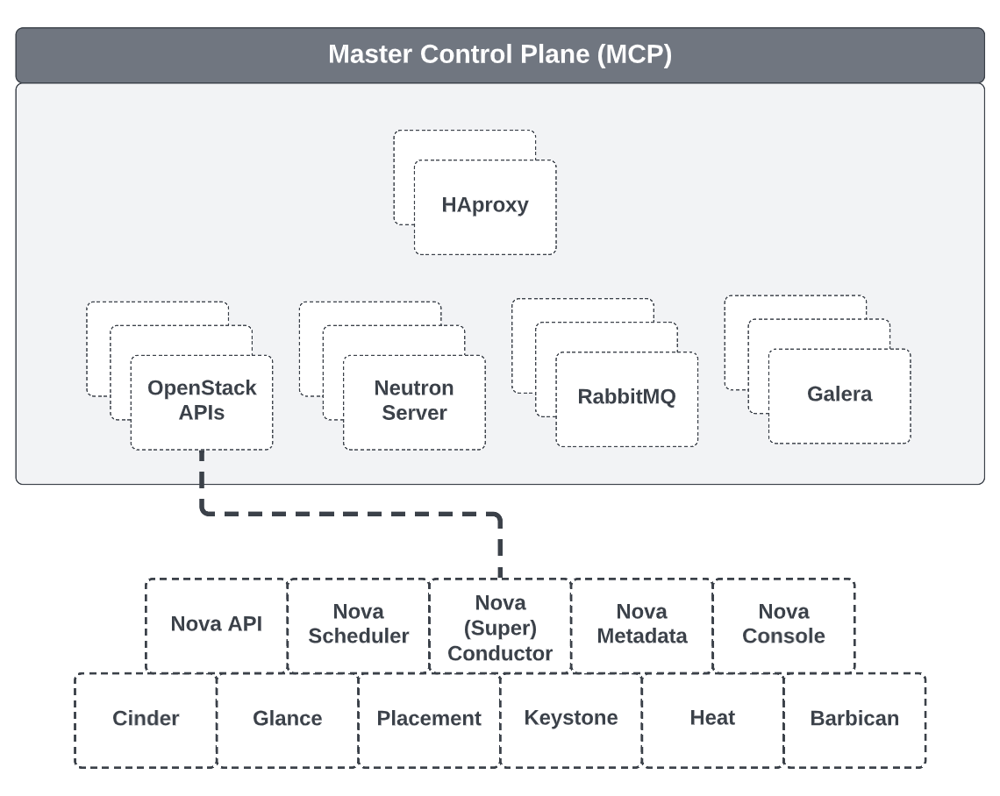 Master Control Plane (MCP)
HAproxy
OpenStack
APIs
Neutron
Server
RabbitMQ
Galera
Nova API
Nova
Scheduler
Nova
(Super)
Conductor
Nova
Metadata
Nova
Console
Cinder
Glance
Placement
Keystone
Heat
Barbican